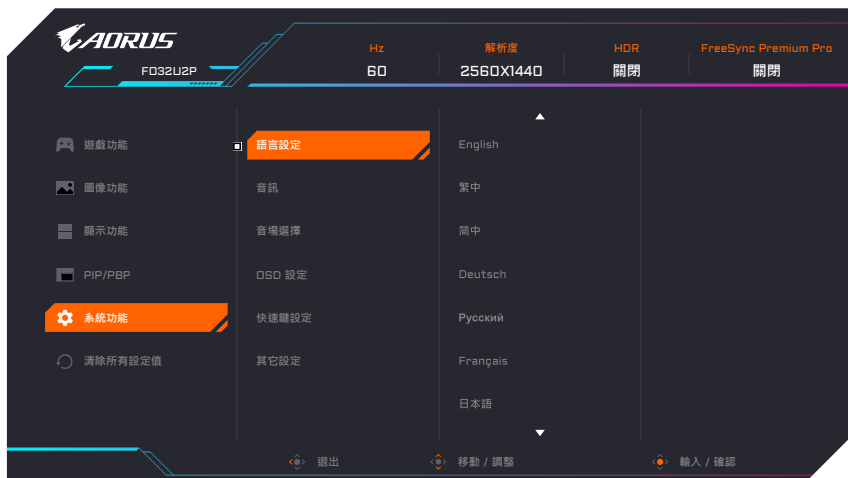 AORUS
FO32U2P
Hz 解析度 HDR FreeSync Premium Pro
60 2560X1440 關閉 關閉
遊戲功能 語言設定 English
圖像功能 音訊 繁中
顯示功能 音場選擇 简中
PIP/PBP OSD 設定 Deutsch
系統功能 快速鍵設定 Русский
清除所有設定值 其它設定 Français
日本語
退出 移動 / 調整 輸入 / 確認